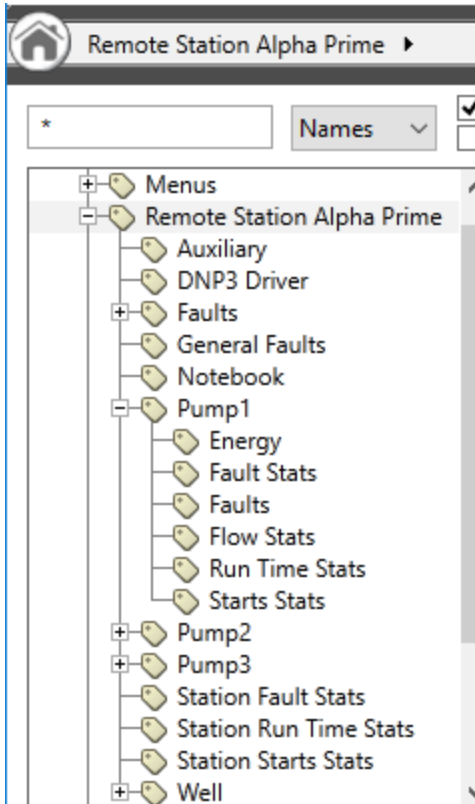 Remote Station Alpha Prime
*
Names
Menus
Remote Station Alpha Prime
Auxiliary
DNP3 Driver
Faults
General Faults
Notebook
Pump1
Energy
Fault Stats
Faults
Flow Stats
Run Time Stats
Starts Stats
Pump2
Pump3
Station Fault Stats
Station Run Time Stats
Station Starts Stats
Well